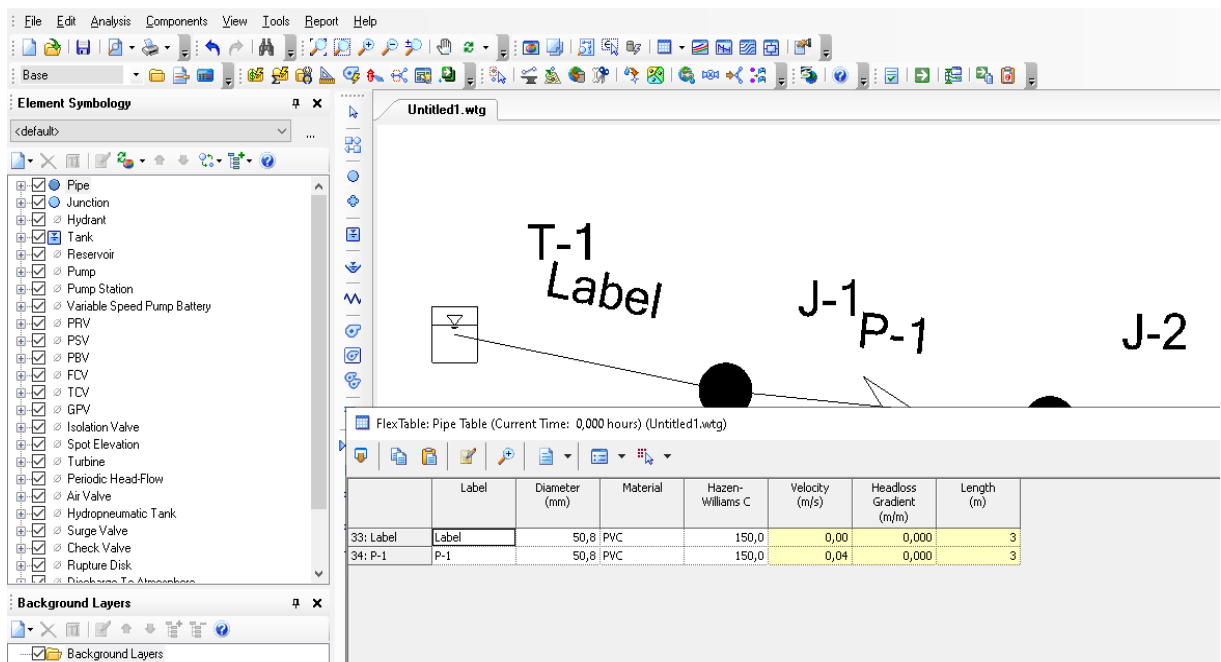 File Edit Analysis Components View Tools Report Help
Base
Element Symbology
<default>
...
Pipe
Junction
Hydrant
Tank
Reservoir
Pump
Pump Station
Variable Speed Pump Battery
PRV
PSV
PBV
FCV
TCV
GPV
Isolation Valve
Spot Elevation
Turbine
Periodic Head-Flow
Air Valve
Hydropneumatic Tank
Surge Valve
Check Valve
Rupture Disk
Discharge To Atmosphere
Background Layers
Background Layers
Untitled1.wtg
T-1
Label
J-1
P-1
J-2
FlexTable: Pipe Table (Current Time: 0,000 hours) (Untitled1.wtg)
Label Diameter (mm) Material Hazen-Williams C Velocity (m/s) Headloss Gradient (m/m) Length (m)
33: Label Label 50,8 PVC 150,0 0,00 0,000 3
34: P-1 P-1 50,8 PVC 150,0 0,04 0,000 3